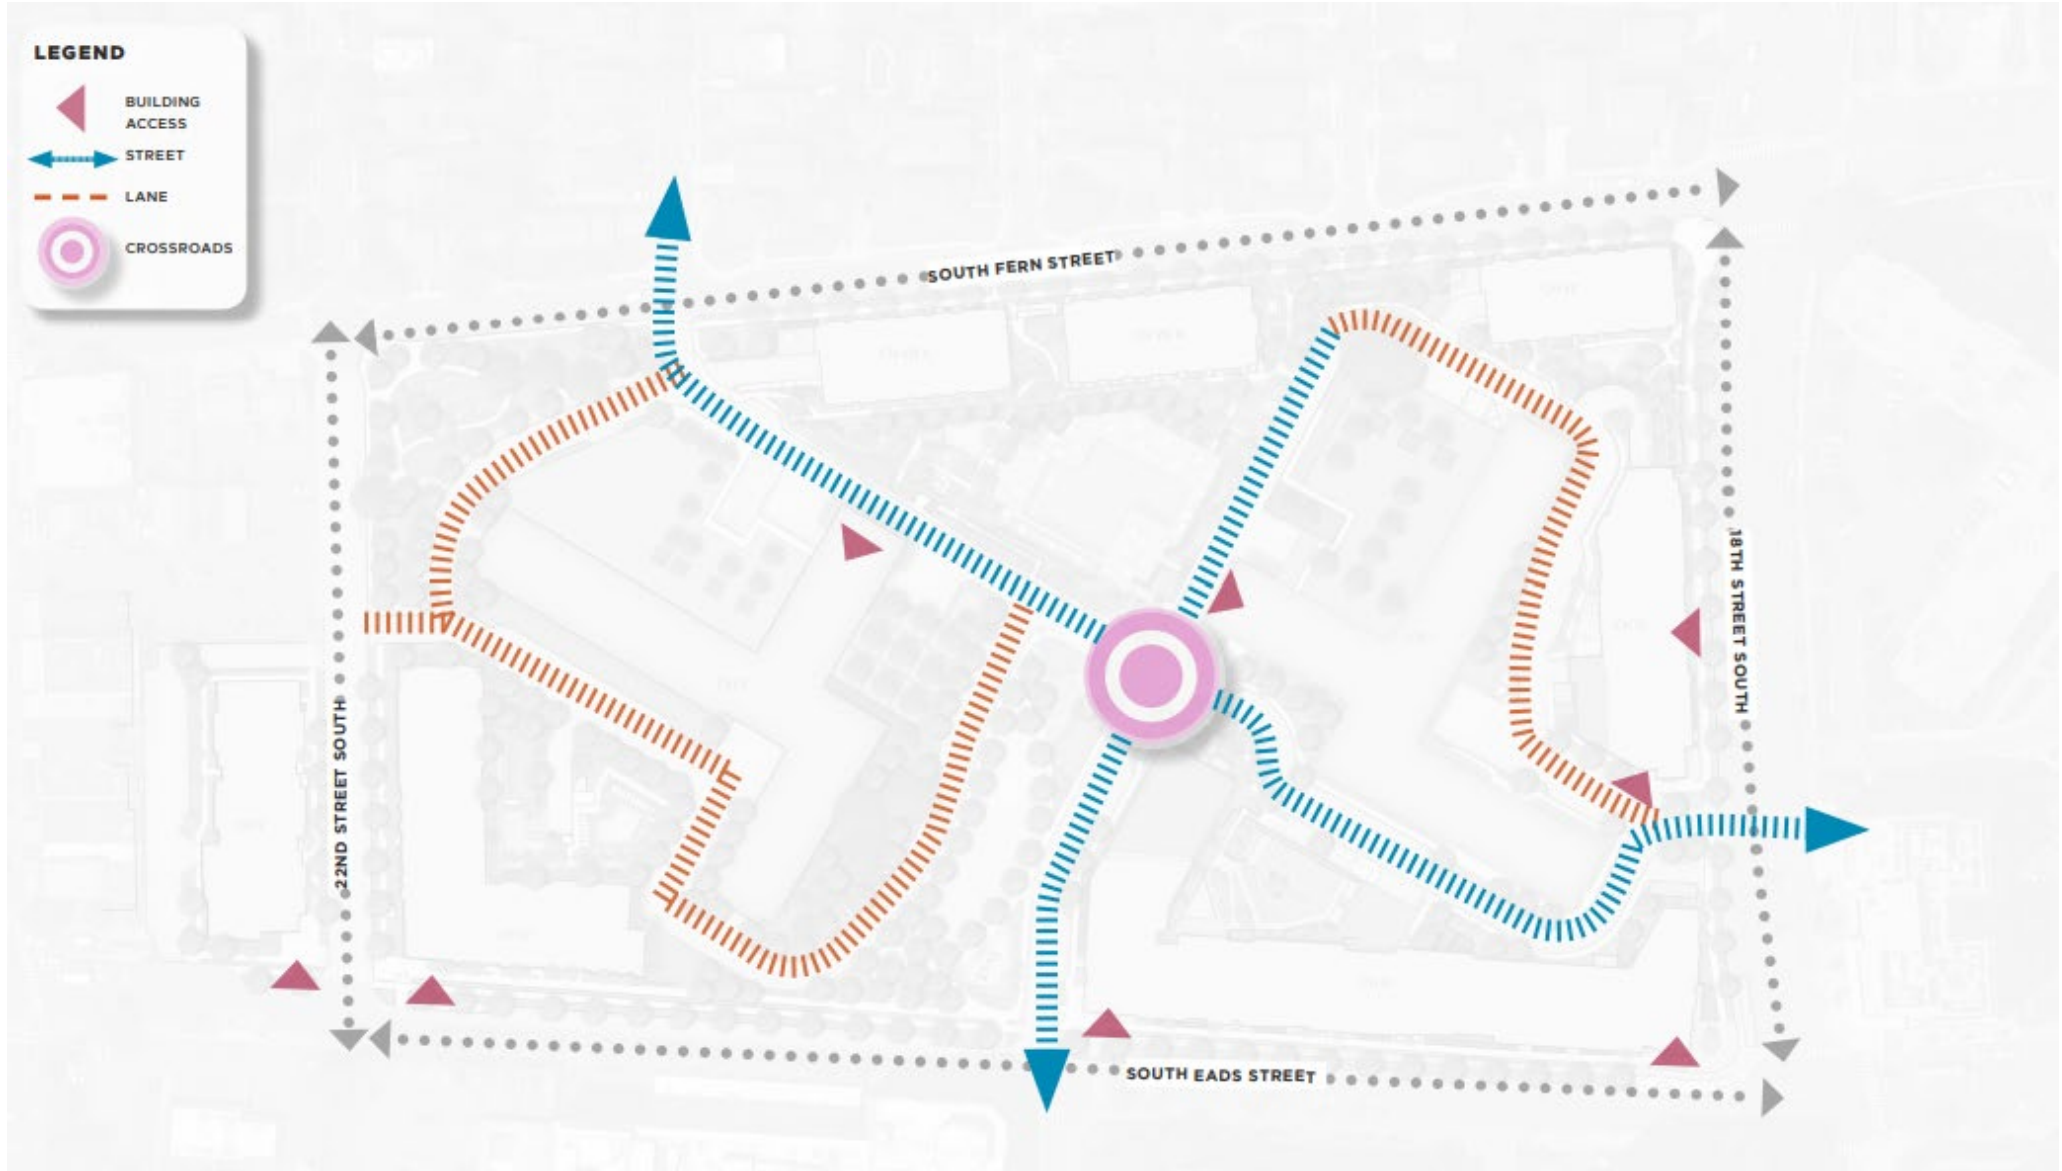 LEGEND
BUILDING
ACCESS
STREET
LANE
CROSSROADS
SOUTH FERN STREET
18TH STREET SOUTH
22ND STREET SOUTH
SOUTH EADS STREET